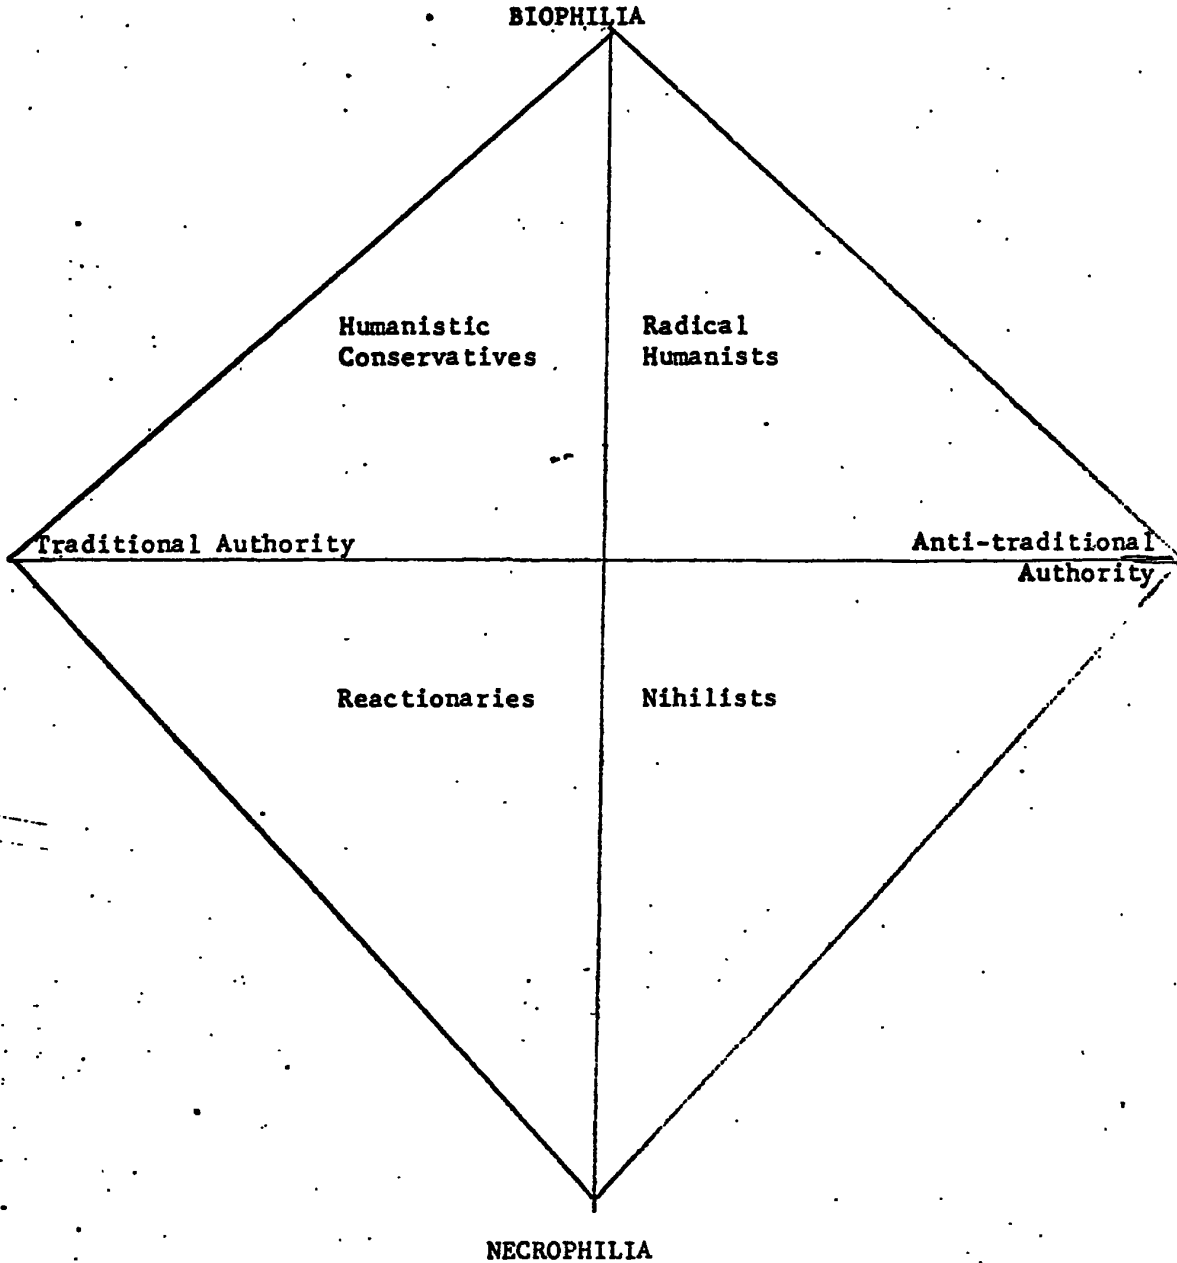 BIOPHILIA
Humanistic
Conservatives
Radical
Humanists
Traditional Authority
Anti-traditional
Authority
Reactionaries
Nihilists
NECROPHILIA